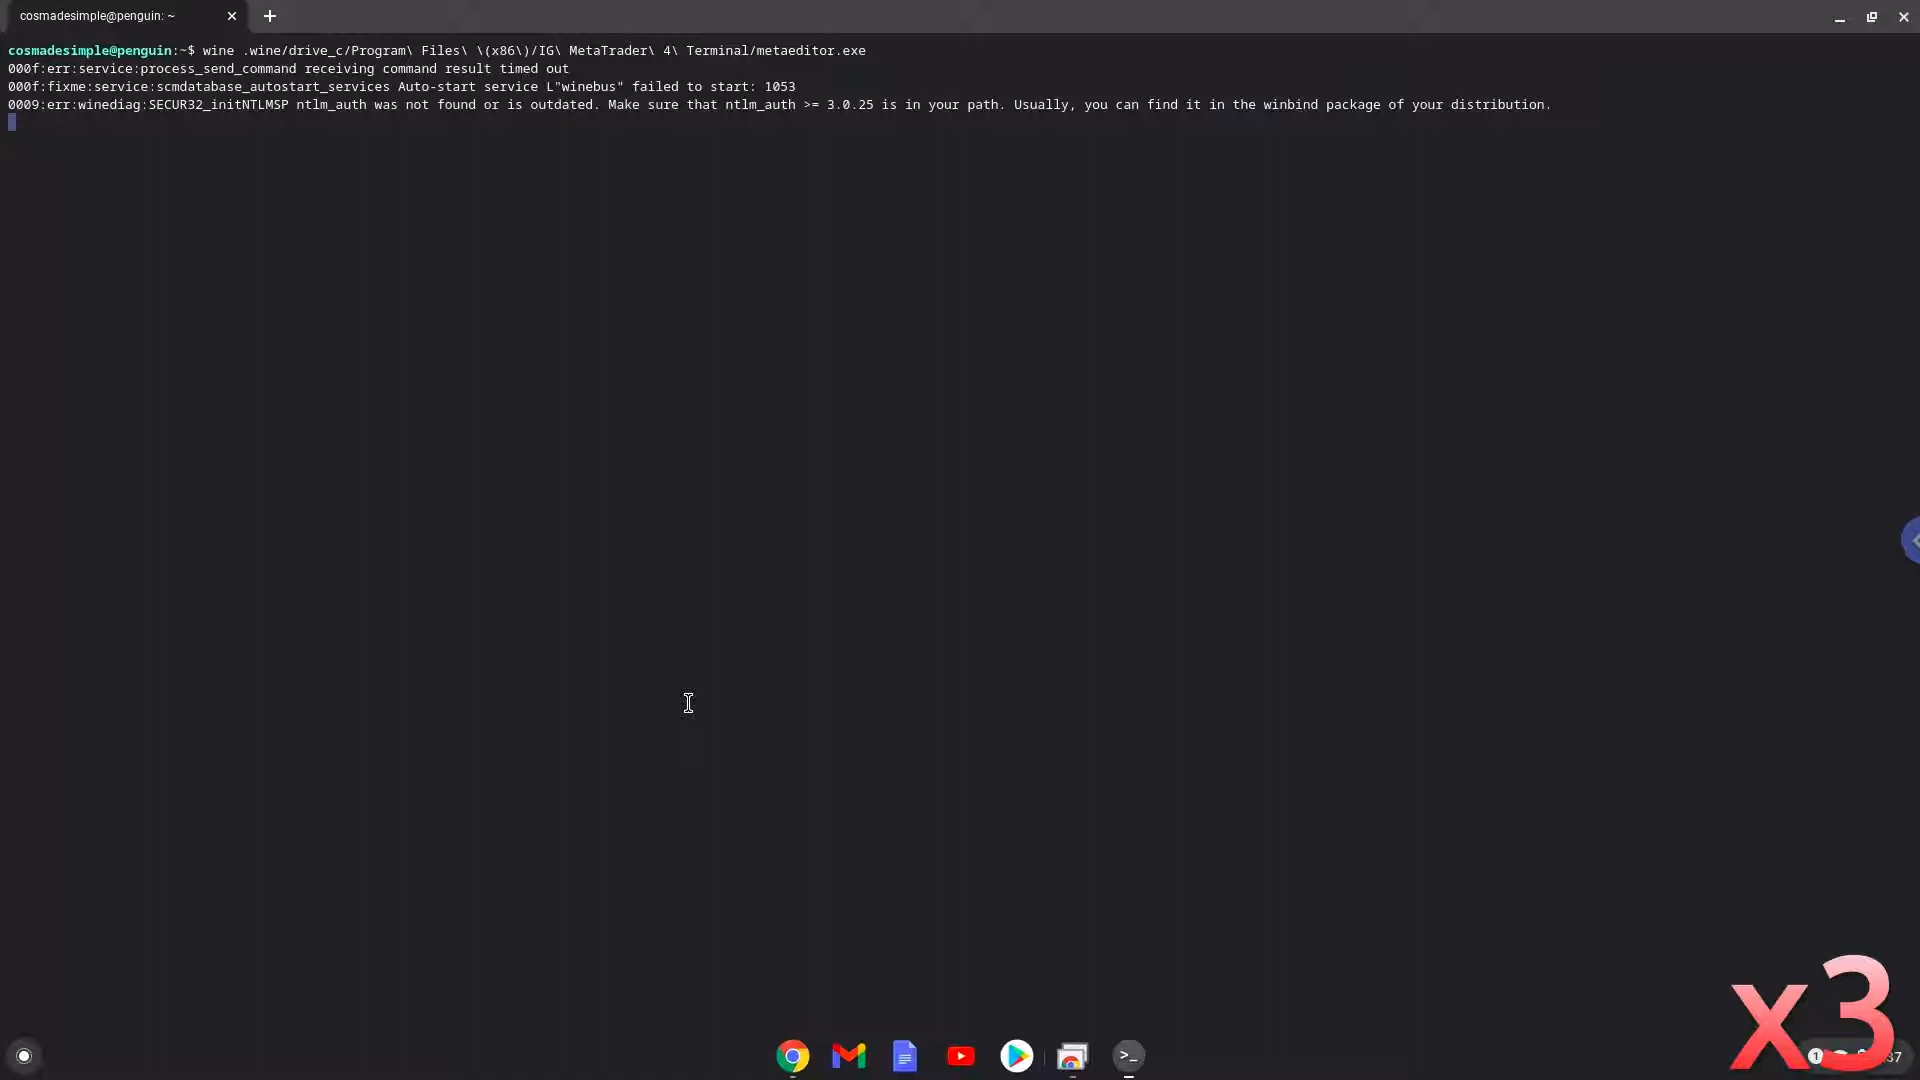 cosmadesimple@penguin: ~
cosmadesimple@penguin:~$ wine .wine/drive_c/Program\ Files\ \(x86\)/IG\ MetaTrader\ 4\ Terminal/metaeditor.exe
000f:err:service:process_send_command receiving command result timed out
000f:fixme:service:scmdatabase_autostart_services Auto-start service L"winebus" failed to start: 1053
0009:err:winediag:SECUR32_initNTLMSP ntlm_auth was not found or is outdated. Make sure that ntlm_auth >= 3.0.25 is in your path. Usually, you can find it in the winbind package of your distribution.
>_
x3
1
37